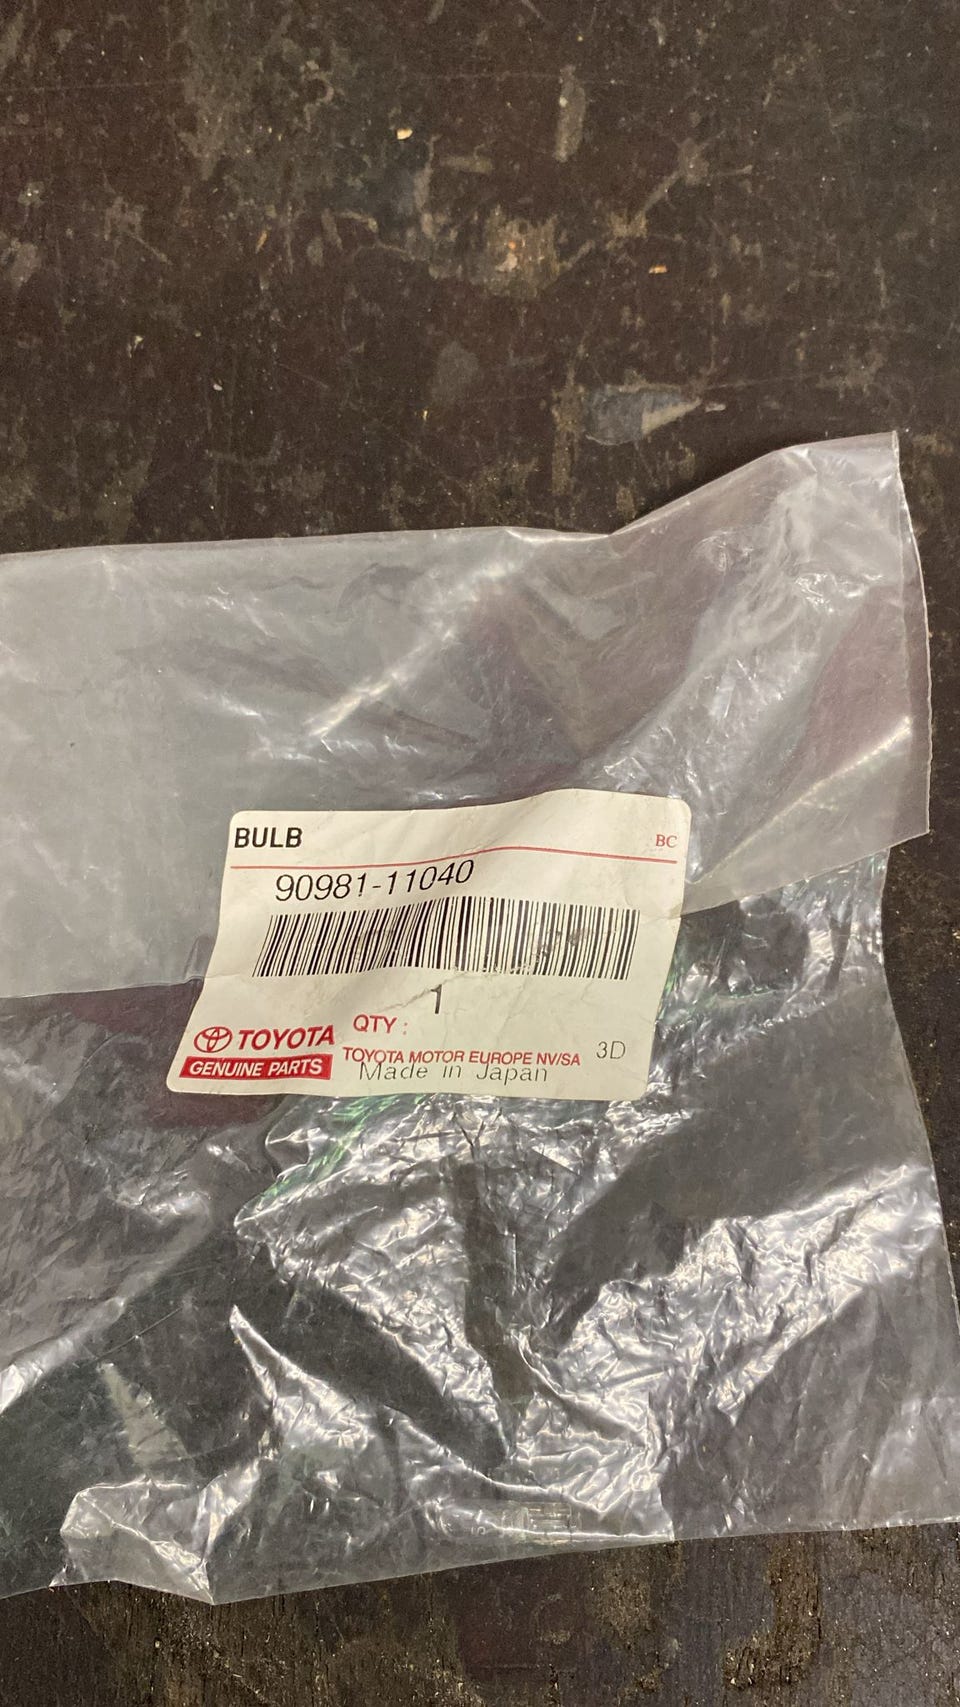 BULB
BC
90981-11040
1
QTY :
TOYOTA
GENUINE PARTS
TOYOTA MOTOR EUROPE NV/SA
3D
Made in Japan